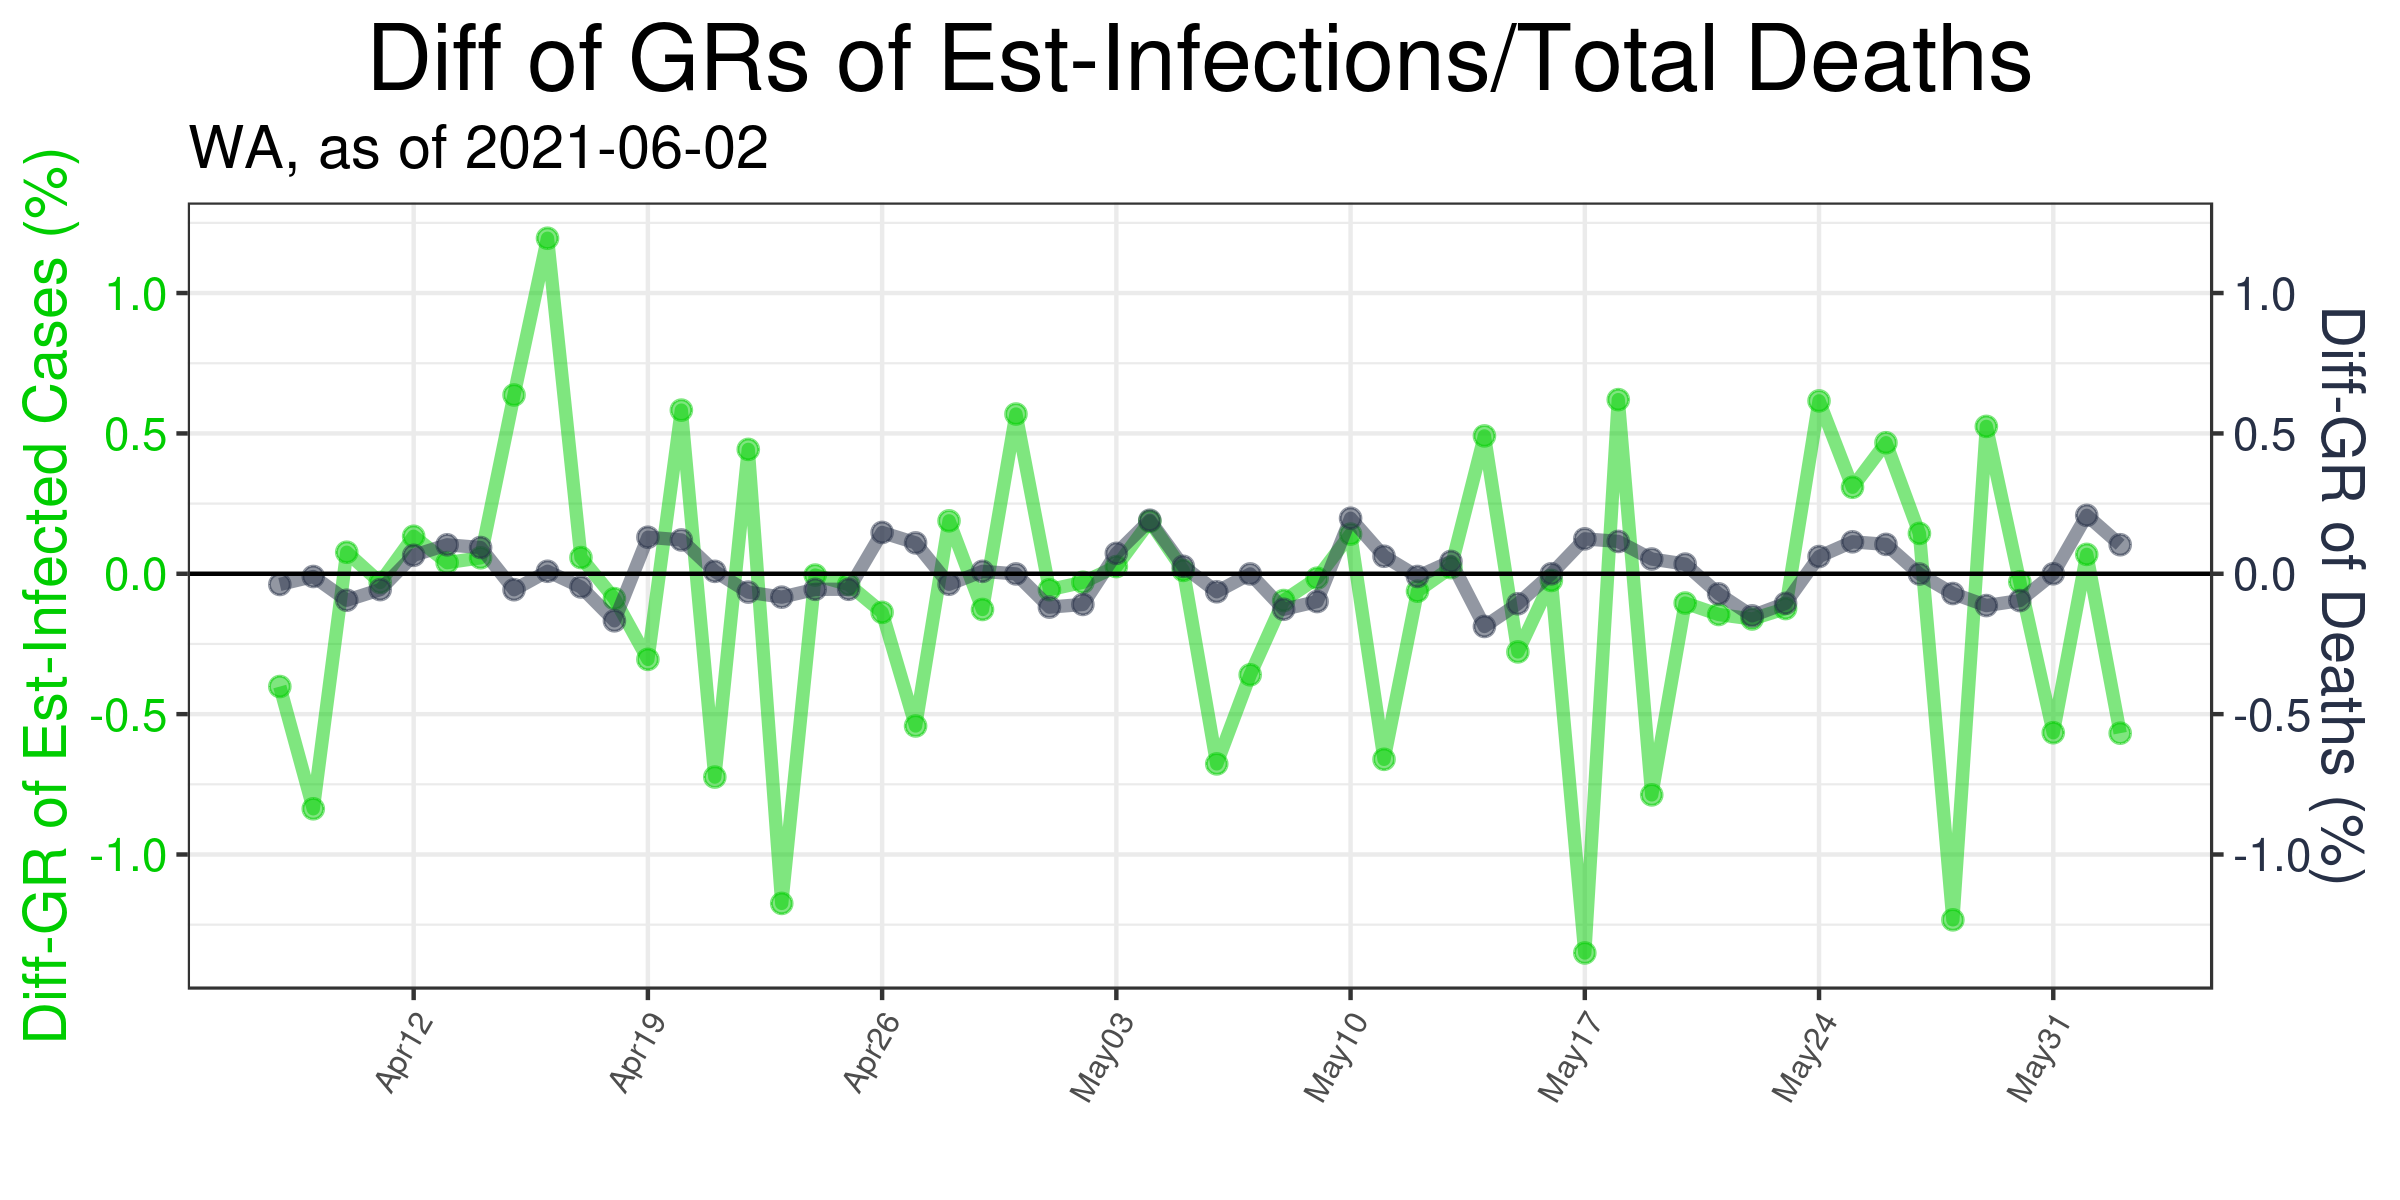 Diff of GRs of Est-Infections/Total Deaths
WA, as of 2021-06-02
Diff-GR of Est-Infected Cases (%)
1.0
0.5
0.0
-0.5
-1.0
1.0
0.5
0.0
-0.5
-1.0
Diff-GR of Deaths (%)
Apr12
Apr19
Apr26
May03
May10
May17
May24
May31